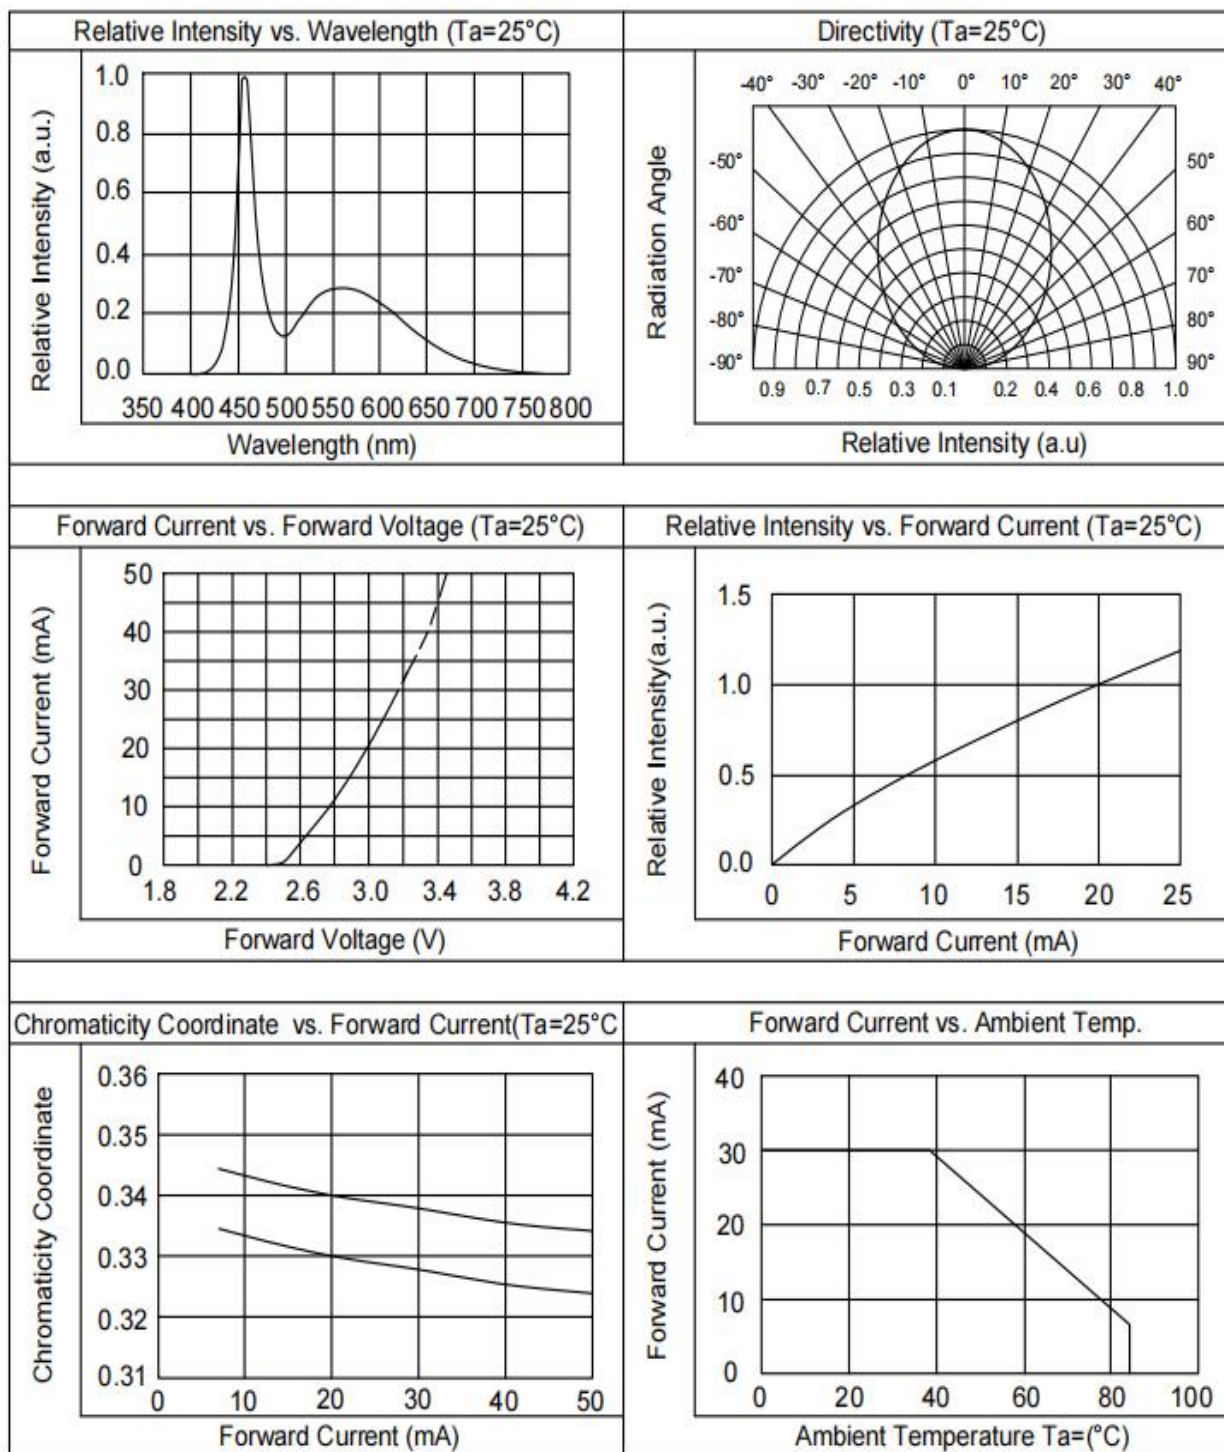 Relative Intensity vs. Wavelength (Ta=25°C)
Relative Intensity (a.u.)
1.0
0.8
0.6
0.4
0.2
0.0
350 400 450 500 550 600 650 700 750 800
Wavelength (nm)
Directivity (Ta=25°C)
Radiation Angle
-40° -30° -20° -10° 0° 10° 20° 30° 40°
-50° 50°
-60° 60°
-70° 70°
-80° 80°
-90° 90°
0.9 0.7 0.5 0.3 0.1 0.2 0.4 0.6 0.8 1.0
Relative Intensity (a.u)
Forward Current vs. Forward Voltage (Ta=25°C)
Forward Current (mA)
50
40
30
20
10
0
1.8 2.2 2.6 3.0 3.4 3.8 4.2
Forward Voltage (V)
Relative Intensity vs. Forward Current (Ta=25°C)
Relative Intensity(a.u.)
1.5
1.0
0.5
0.0
0 5 10 15 20 25
Forward Current (mA)
Chromaticity Coordinate vs. Forward Current(Ta=25°C
Chromaticity Coordinate
0.36
0.35
0.34
0.33
0.32
0.31
0 10 20 30 40 50
Forward Current (mA)
Forward Current vs. Ambient Temp.
Forward Current (mA)
40
30
20
10
0
0 20 40 60 80 100
Ambient Temperature Ta=(°C)